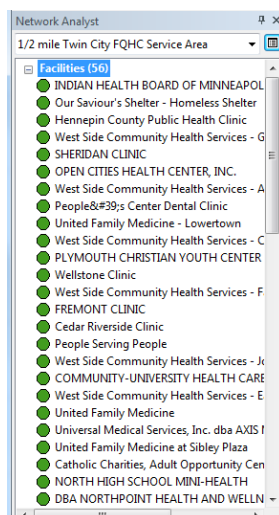 Network Analyst
1/2 mile Twin City FQHC Service Area
Facilities (56)
INDIAN HEALTH BOARD OF MINNEAPOL
Our Saviour's Shelter - Homeless Shelter
Hennepin County Public Health Clinic
West Side Community Health Services - G
SHERIDAN CLINIC
OPEN CITIES HEALTH CENTER, INC.
West Side Community Health Services - A
People&#39;s Center Dental Clinic
United Family Medicine - Lowertown
West Side Community Health Services - C
PLYMOUTH CHRISTIAN YOUTH CENTER
Wellstone Clinic
West Side Community Health Services - F
FREMONT CLINIC
Cedar Riverside Clinic
People Serving People
West Side Community Health Services - Jo
COMMUNITY-UNIVERSITY HEALTH CARE
West Side Community Health Services - E
United Family Medicine
Universal Medical Services, Inc. dba AXIS M
United Family Medicine at Sibley Plaza
Catholic Charities, Adult Opportunity Cen
NORTH HIGH SCHOOL MINI-HEALTH
DBA NORTHPOINT HEALTH AND WELLN